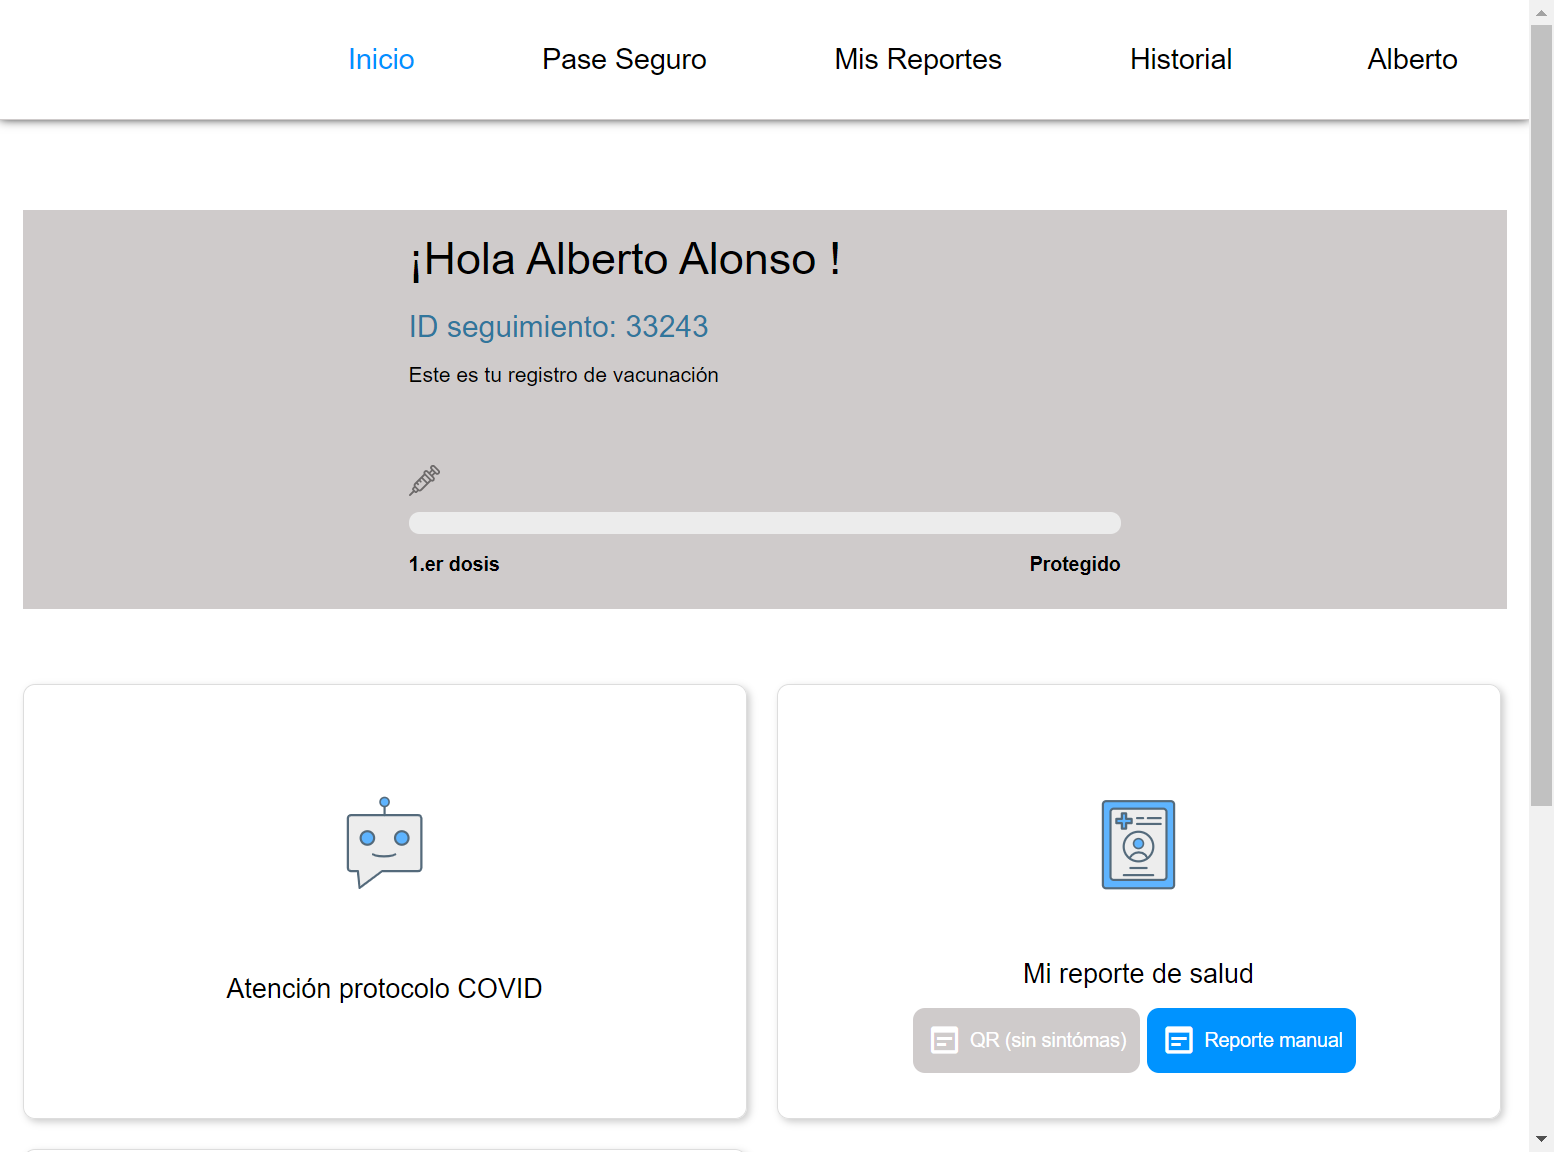 Inicio Pase Seguro Mis Reportes Historial Alberto
¡Hola Alberto Alonso !
ID seguimiento: 33243
Este es tu registro de vacunación
1.er dosis Protegido
Atención protocolo COVID
Mi reporte de salud
QR (sin sintómas) Reporte manual